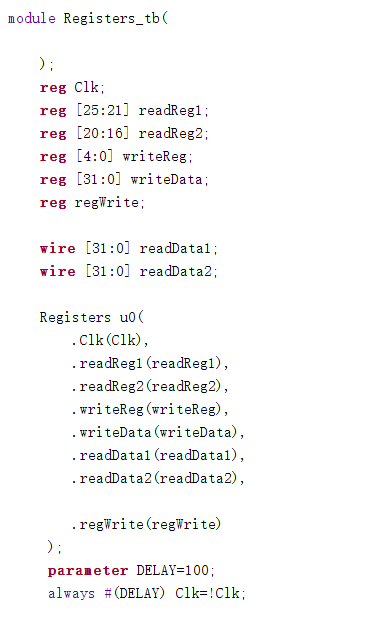 module Registers_tb(
);
reg Clk;
reg [25:21] readReg1;
reg [20:16] readReg2;
reg [4:0] writeReg;
reg [31:0] writeData;
reg regWrite;
wire [31:0] readData1;
wire [31:0] readData2;
Registers u0(
.Clk(Clk),
.readReg1(readReg1),
.readReg2(readReg2),
.writeReg(writeReg),
.writeData(writeData),
.readData1(readData1),
.readData2(readData2),
.regWrite(regWrite)
);
parameter DELAY=100;
always #(DELAY) Clk=!Clk;